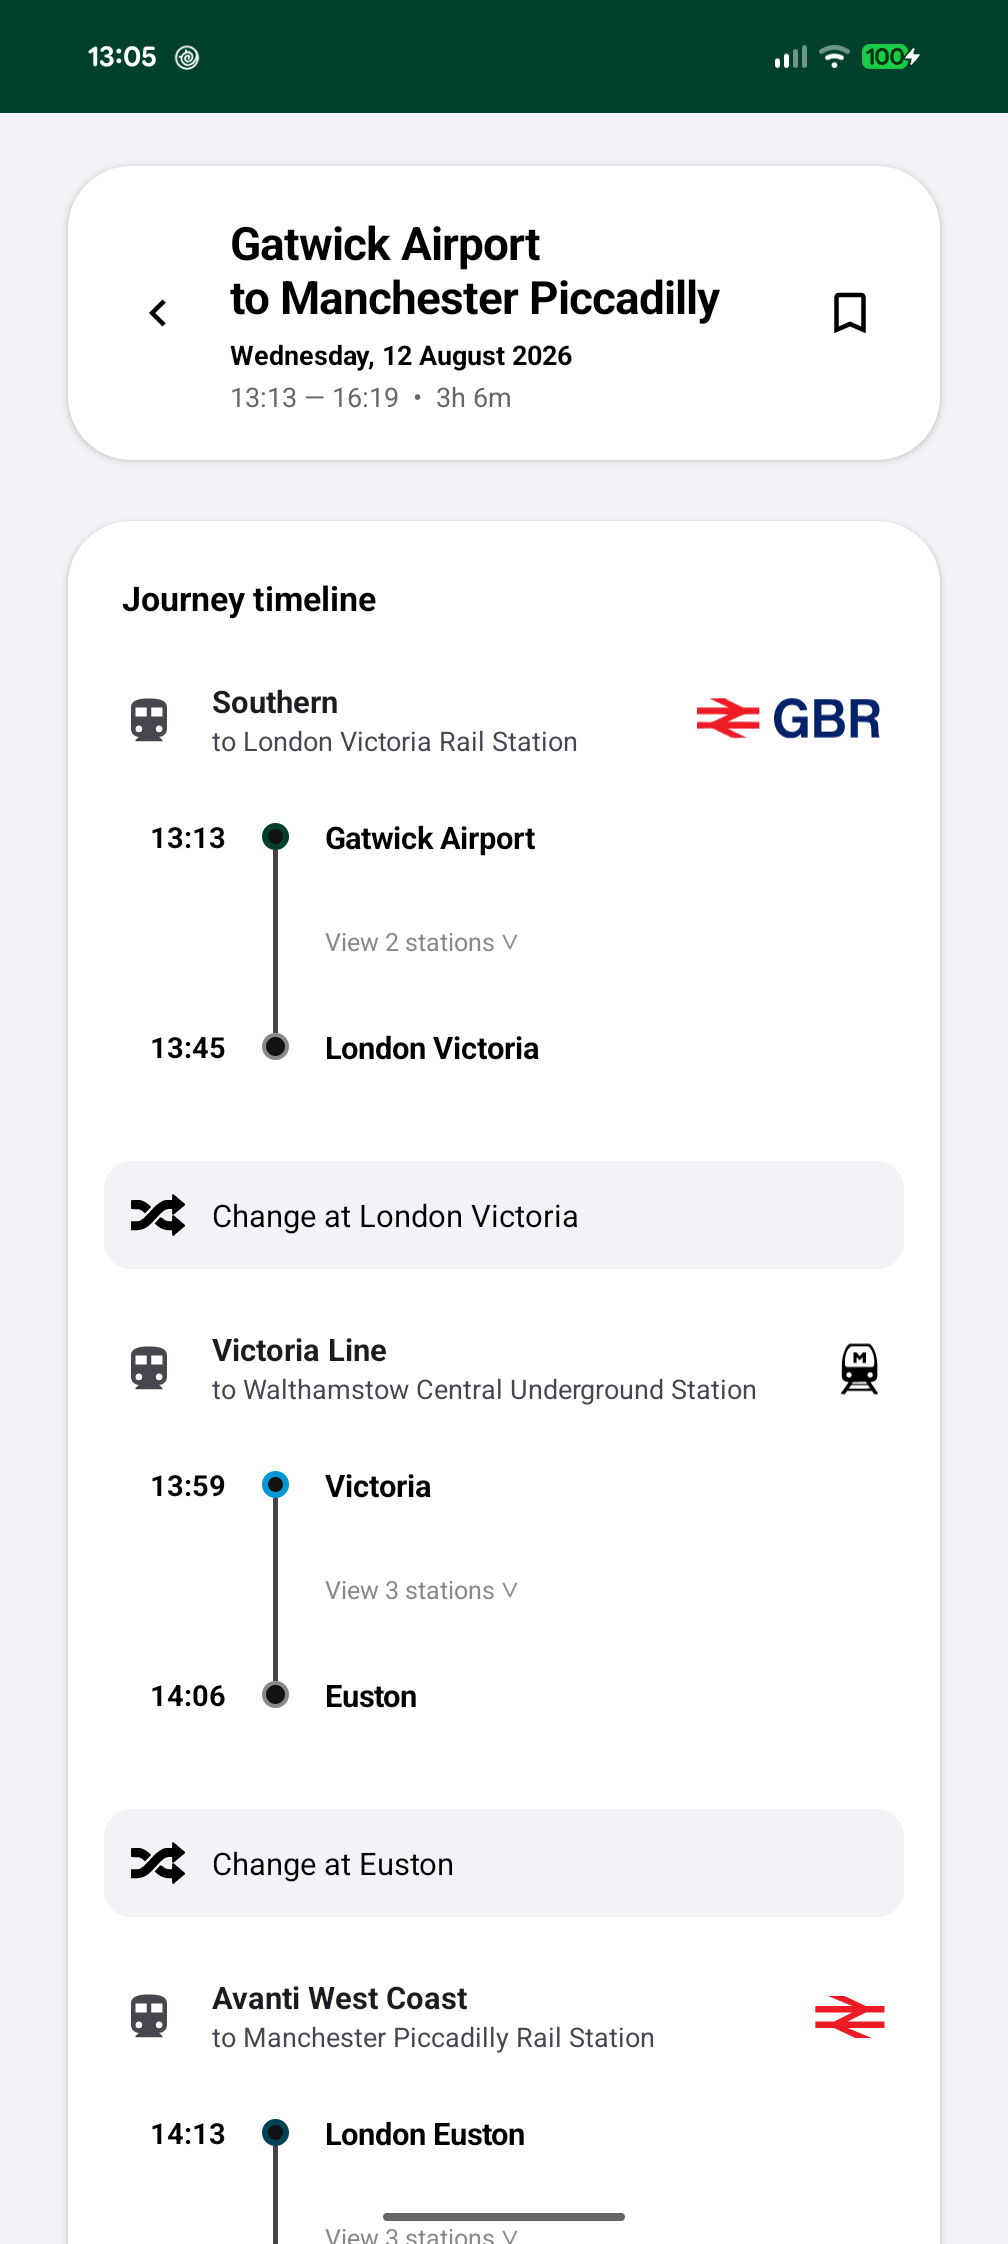 13:05
100
Gatwick Airport
to Manchester Piccadilly
Wednesday, 12 August 2026
13:13 — 16:19 • 3h 6m
Journey timeline
Southern
to London Victoria Rail Station
GBR
13:13 Gatwick Airport
View 2 stations
13:45 London Victoria
Change at London Victoria
Victoria Line
to Walthamstow Central Underground Station
M
13:59 Victoria
View 3 stations
14:06 Euston
Change at Euston
Avanti West Coast
to Manchester Piccadilly Rail Station
14:13 London Euston
View 3 stations